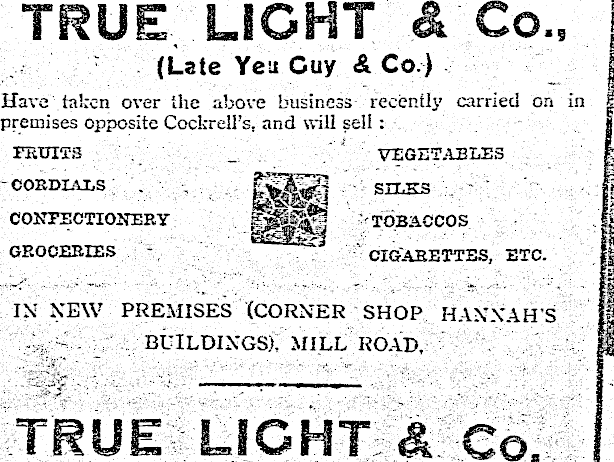 TRUE LIGHT & Co.,
(Late Yeu Guy & Co.)
Have taken over the above business recently carried on in
premises opposite Cockrell's, and will sell :
FRUITS
CORDIALS
CONFECTIONERY
GROCERIES
VEGETABLES
SILKS
TOBACCOS
CIGARETTES, ETC.
IN NEW PREMISES (CORNER SHOP HANNAH'S
BUILDINGS), MILL ROAD,
TRUE LIGHT & Co.